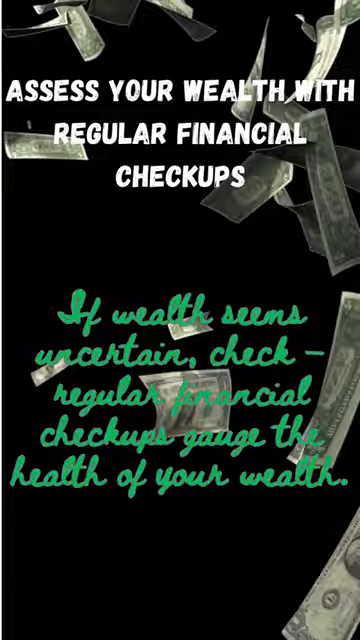 ASSESS YOUR WEALTH WITH
REGULAR FINANCIAL
CHECKUPS
If wealth seems
uncertain, check –
regular financial
checkups gauge the
health of your wealth.